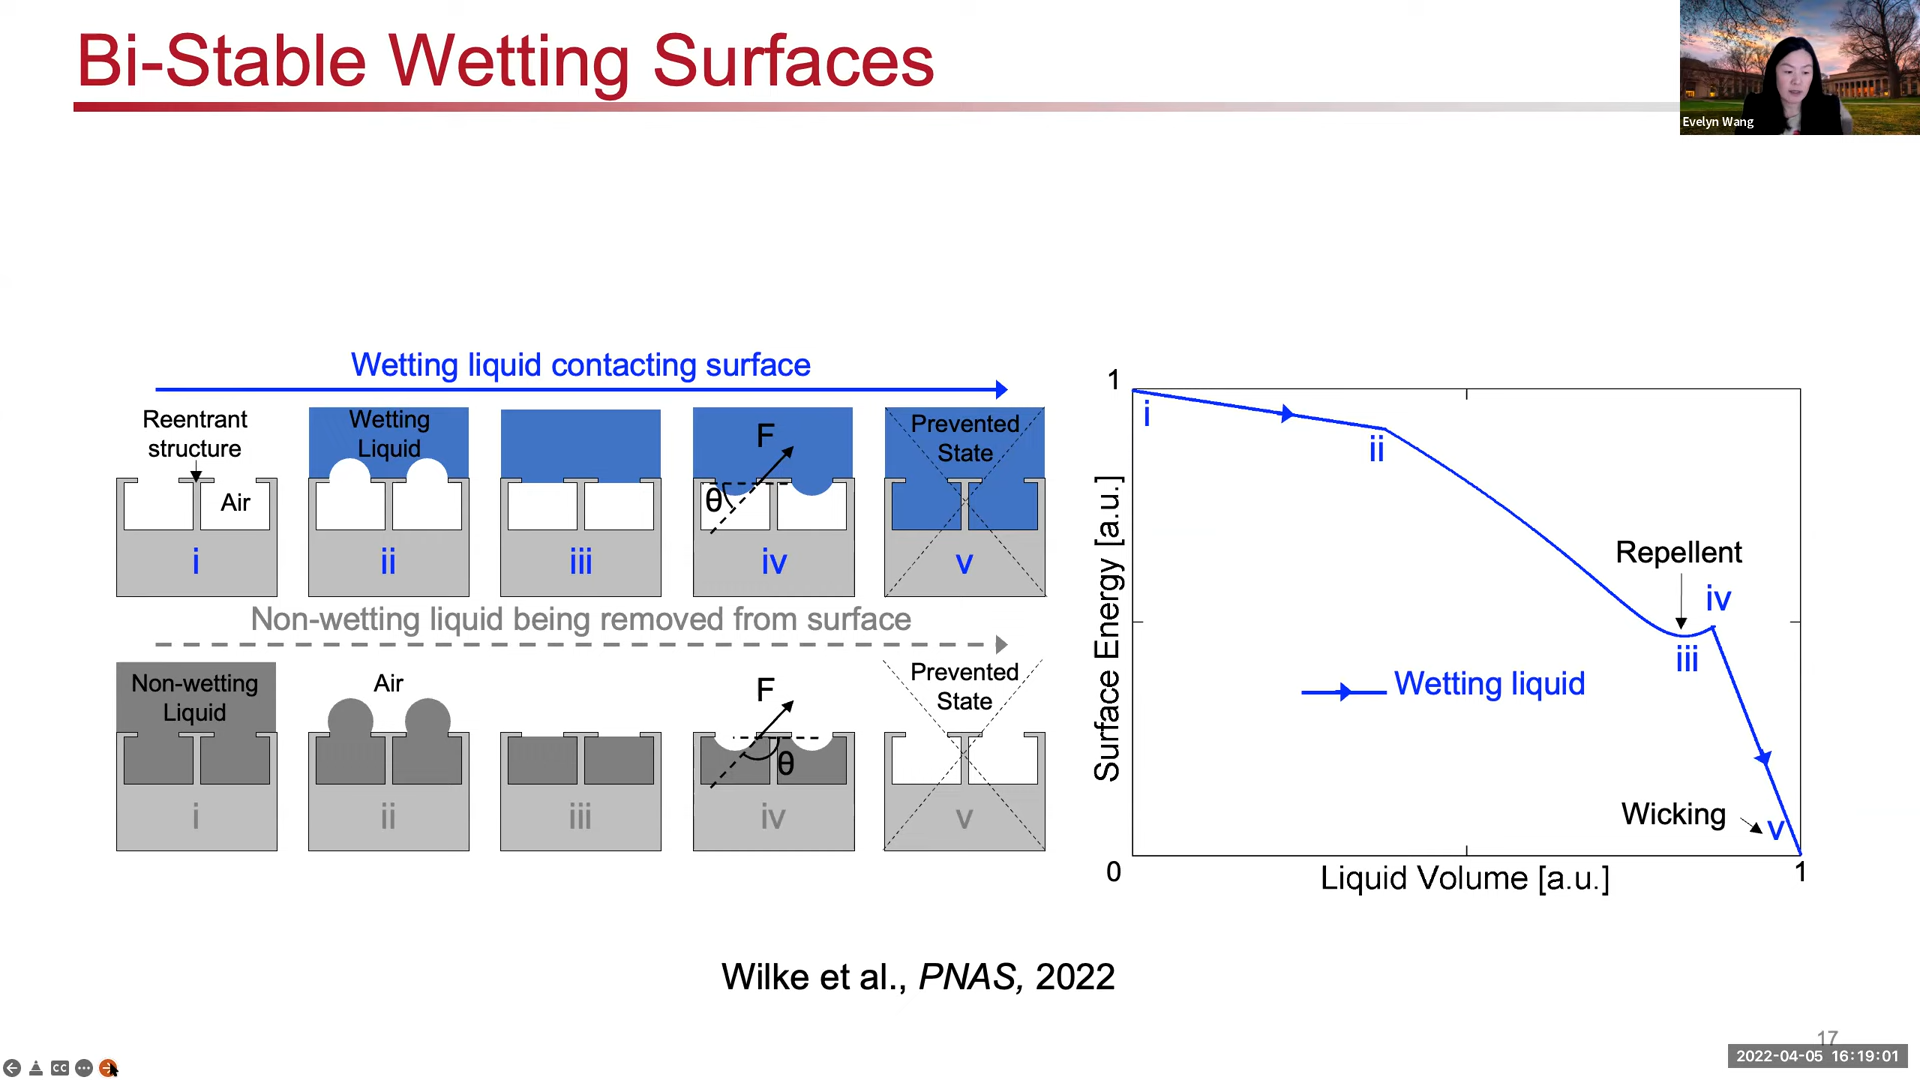 Bi-Stable Wetting Surfaces
Evelyn Wang
Wetting liquid contacting surface
Reentrant
structure
Air
i
Wetting
Liquid
ii
iii
F
θ
iv
Prevented
State
v
Non-wetting liquid being removed from surface
Non-wetting
Liquid
i
Air
ii
iii
F
θ
iv
Prevented
State
v
1
Surface Energy [a.u.]
0
i
ii
Repellent
iv
iii
Wetting liquid
Wicking
v
1
Liquid Volume [a.u.]
Wilke et al., PNAS, 2022
17
2022-04-05 16:19:01
CC